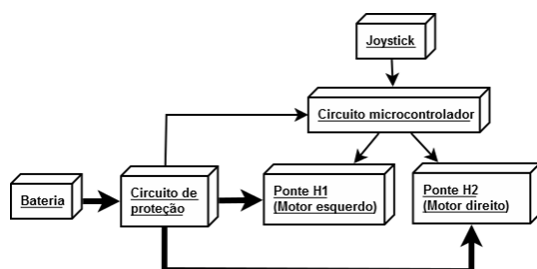 Joystick
Circuito microcontrolador
Bateria
Circuito de
proteção
Ponte H1
(Motor esquerdo)
Ponte H2
(Motor direito)